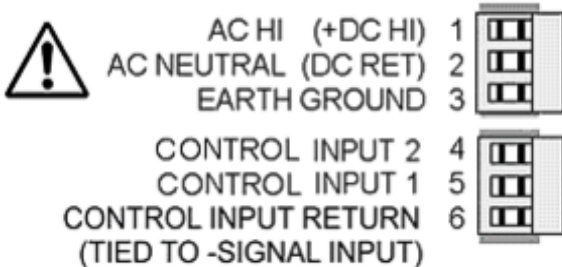 AC HI (+DC HI) 1
AC NEUTRAL (DC RET) 2
EARTH GROUND 3
CONTROL INPUT 2 4
CONTROL INPUT 1 5
CONTROL INPUT RETURN 6
(TIED TO -SIGNAL INPUT)